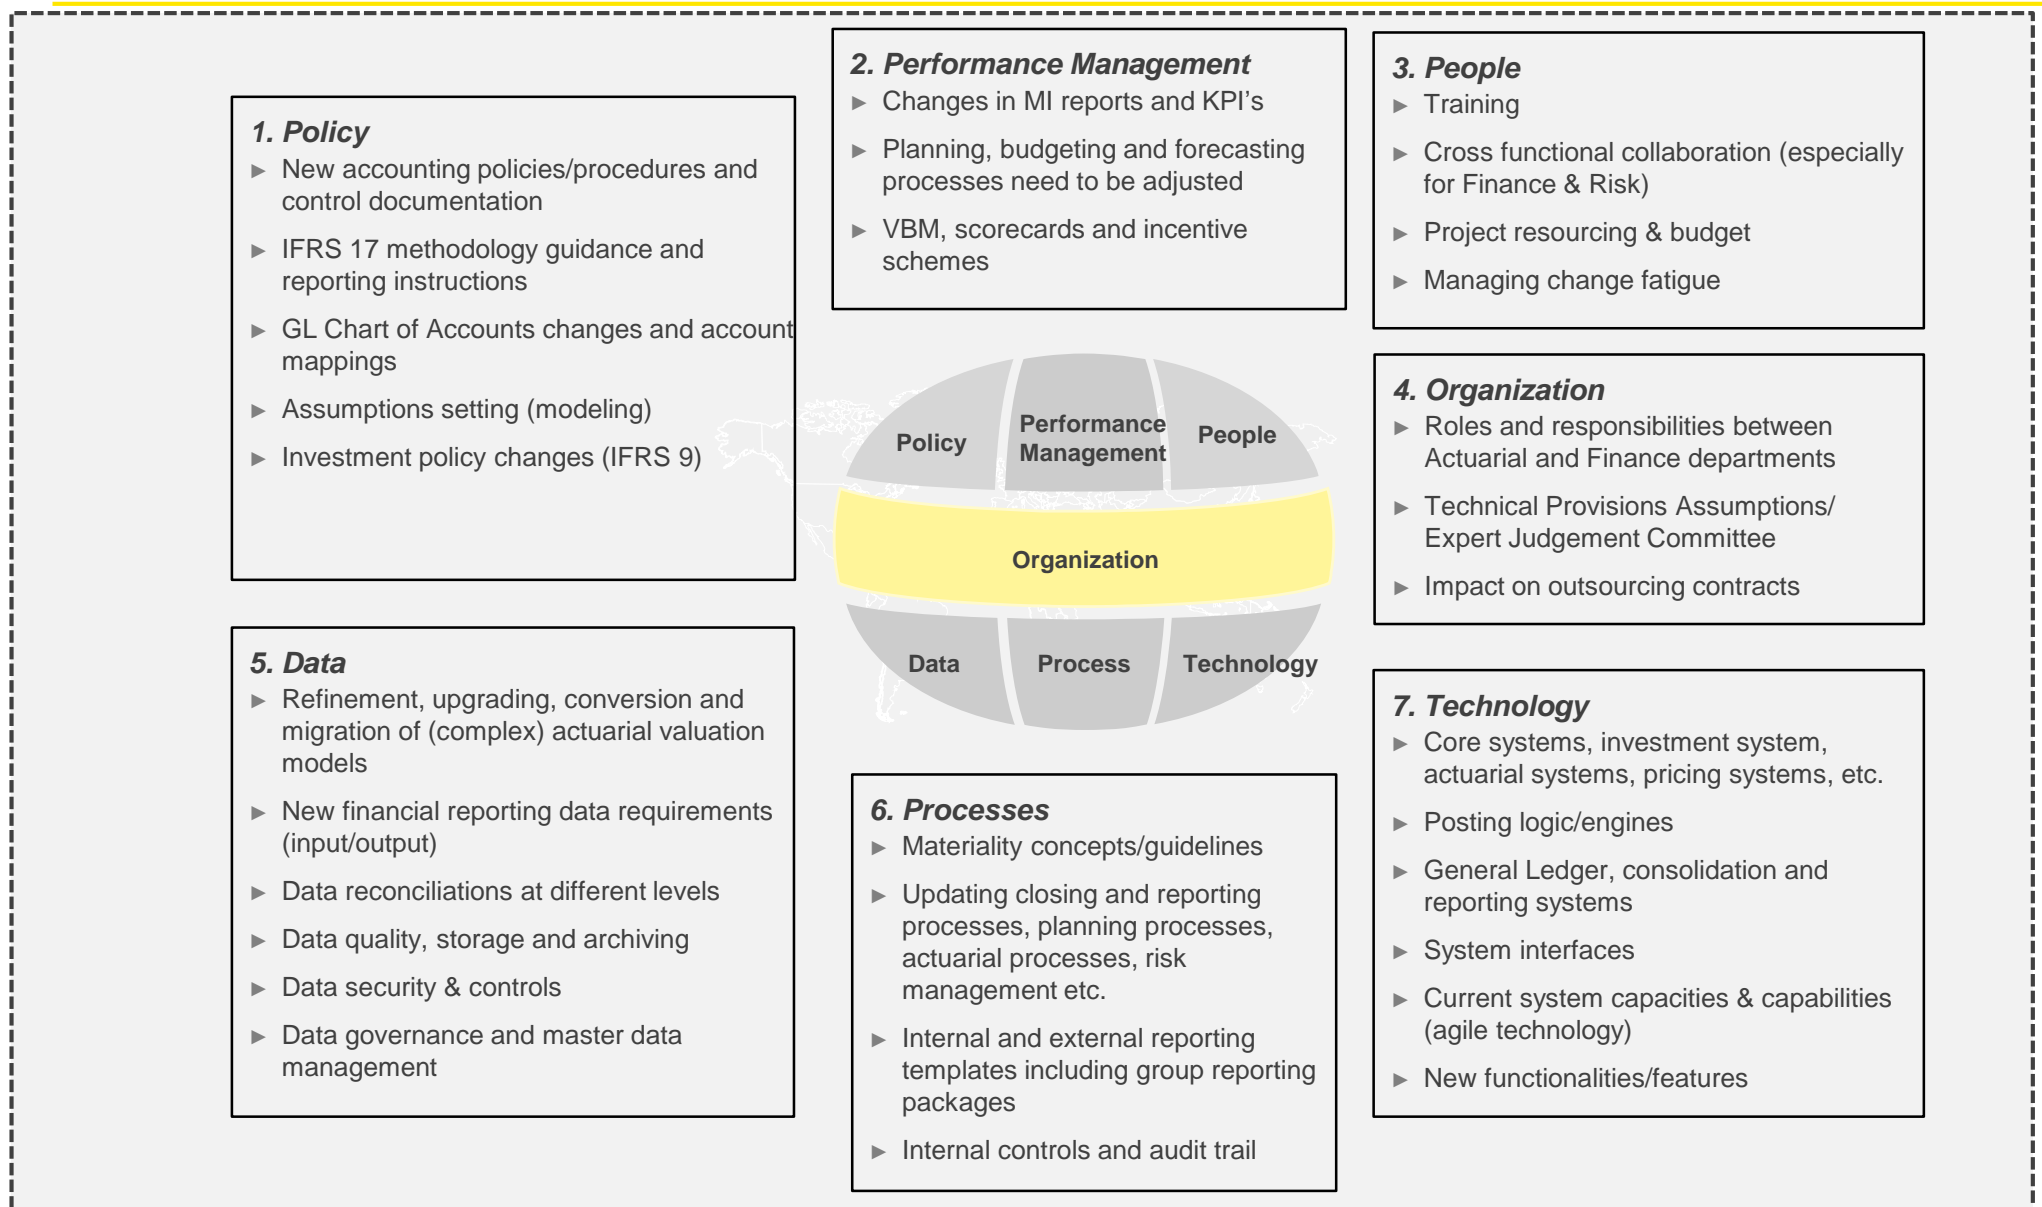 1. Policy
► New accounting policies/procedures and
control documentation
► IFRS 17 methodology guidance and
reporting instructions
► GL Chart of Accounts changes and account
mappings
► Assumptions setting (modeling)
► Investment policy changes (IFRS 9)
2. Performance Management
► Changes in MI reports and KPI's
► Planning, budgeting and forecasting
processes need to be adjusted
► VBM, scorecards and incentive
schemes
3. People
► Training
► Cross functional collaboration (especially
for Finance & Risk)
► Project resourcing & budget
► Managing change fatigue
Policy
Performance
Management
People
Organization
Data
Process
Technology
4. Organization
► Roles and responsibilities between
Actuarial and Finance departments
► Technical Provisions Assumptions/
Expert Judgement Committee
► Impact on outsourcing contracts
5. Data
► Refinement, upgrading, conversion and
migration of (complex) actuarial valuation
models
► New financial reporting data requirements
(input/output)
► Data reconciliations at different levels
► Data quality, storage and archiving
► Data security & controls
► Data governance and master data
management
6. Processes
► Materiality concepts/guidelines
► Updating closing and reporting
processes, planning processes,
actuarial processes, risk
management etc.
► Internal and external reporting
templates including group reporting
packages
► Internal controls and audit trail
7. Technology
► Core systems, investment system,
actuarial systems, pricing systems, etc.
► Posting logic/engines
► General Ledger, consolidation and
reporting systems
► System interfaces
► Current system capacities & capabilities
(agile technology)
► New functionalities/features